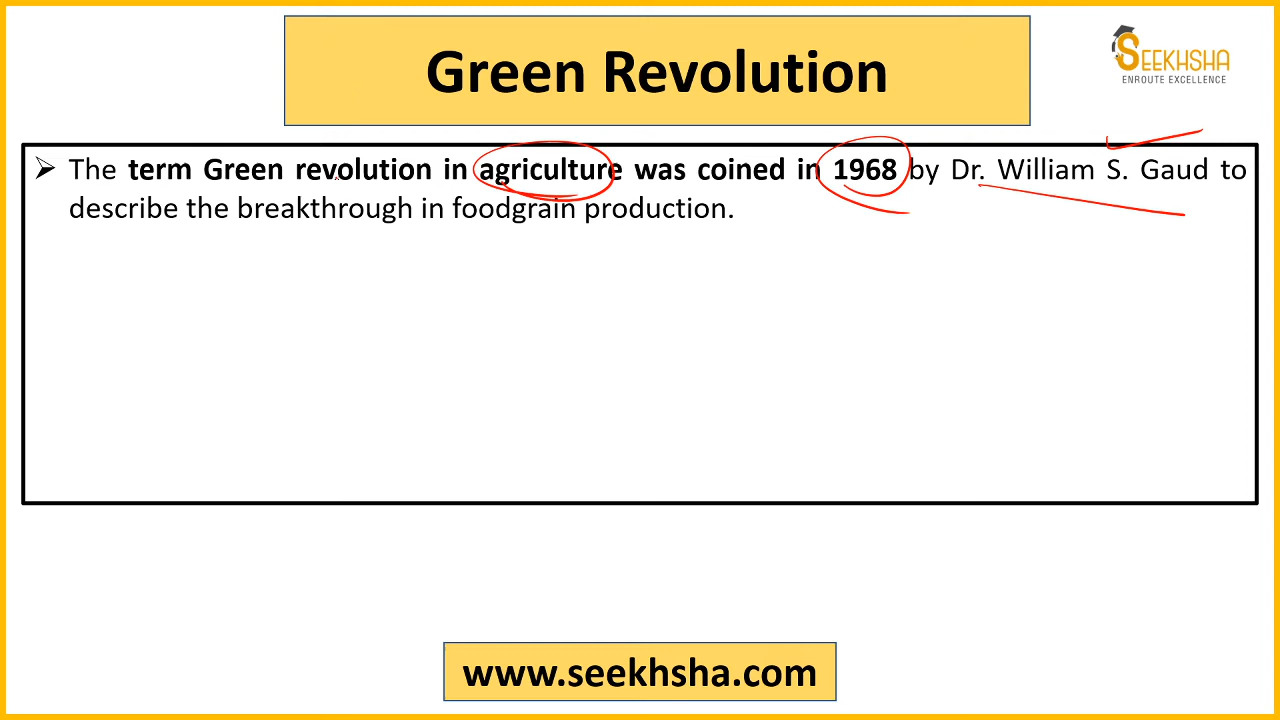 Green Revolution
SEEKHSHA
ENROUTE EXCELLENCE
➢ The term Green revolution in agriculture was coined in 1968 by Dr. William S. Gaud to
describe the breakthrough in foodgrain production.
www.seekhsha.com